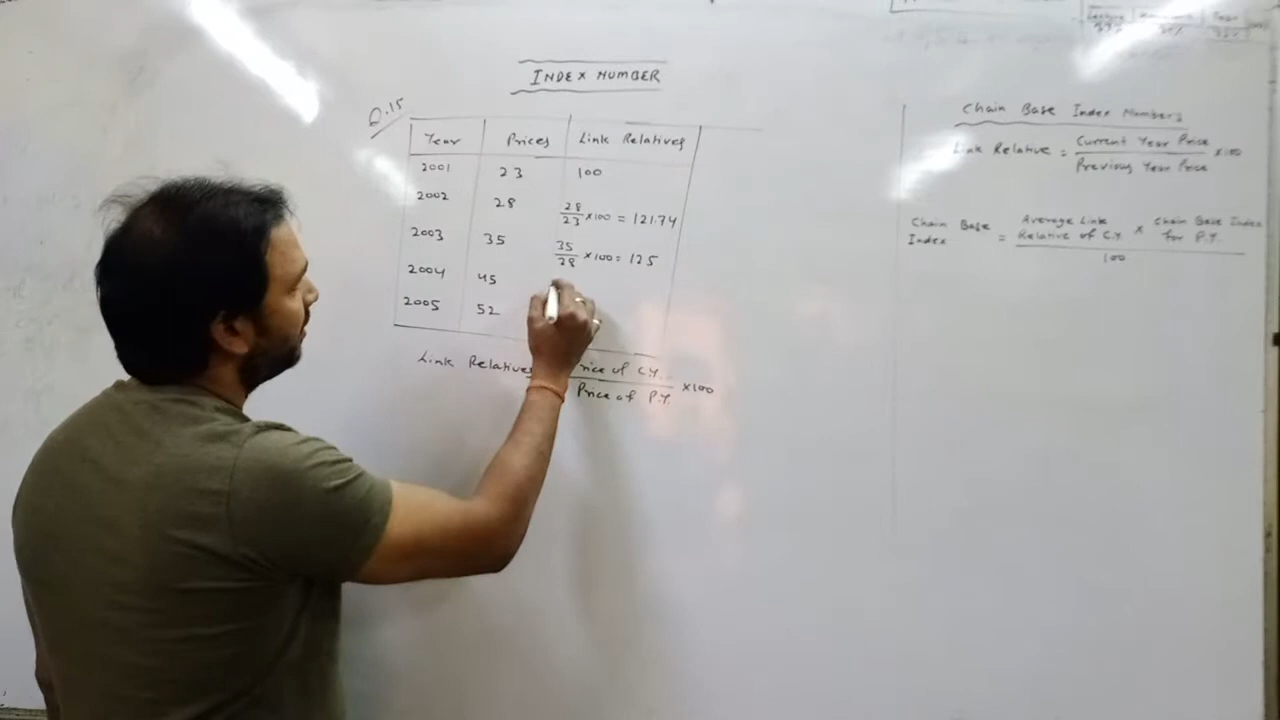 INDEX NUMBER
Q.15
Year Prices Link Relatives
2001 23 100
2002 28 28/23 ×100 = 121.74
2003 35 35/28 ×100 = 125
2004 45
2005 52
Link Relatives Price of C.Y.
Price of P.Y. ×100
Chain Base Index Numbers
Link Relative = Current Year Price
Previous Year Price ×100
Chain Base Index = Average Link Relative of C.Y. × Chain Base Index for P.Y.
100